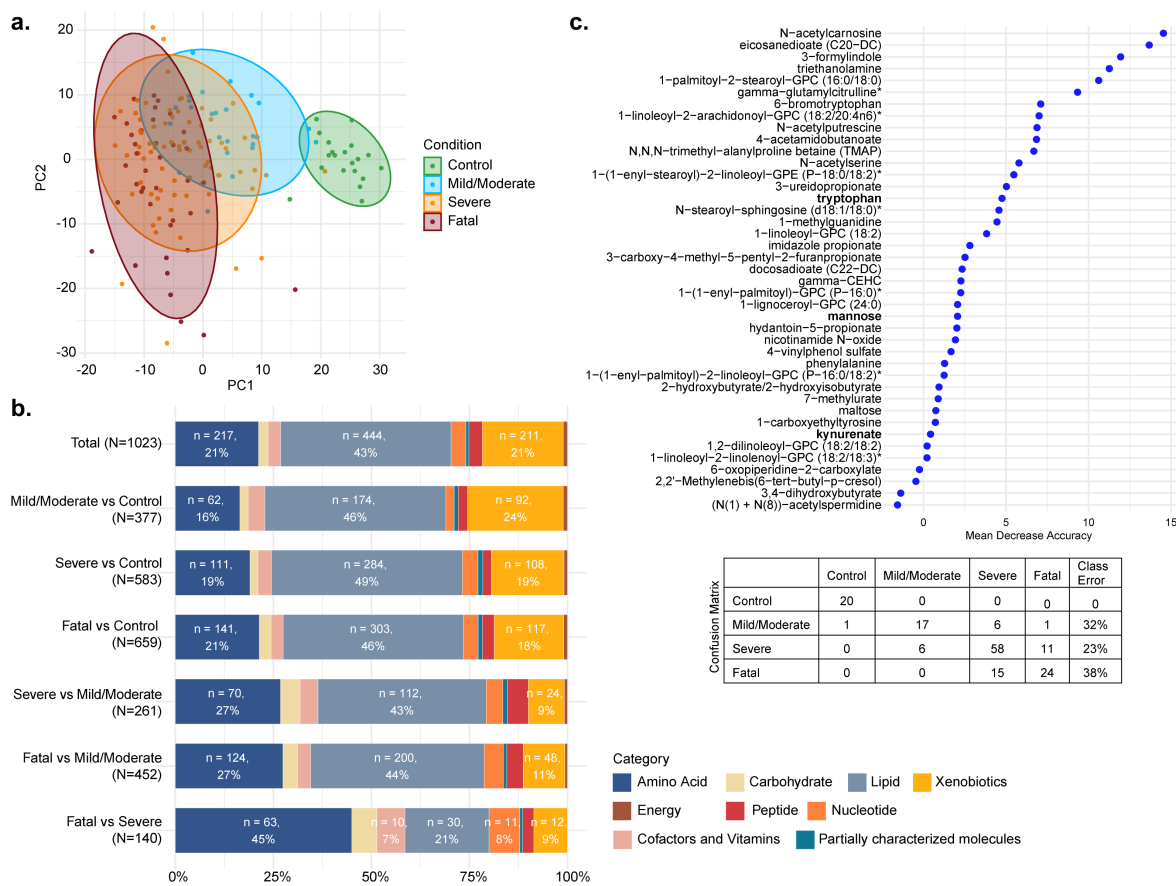 a.
20
10
0
-10
-20
-30
PC2
-20
-10
0
10
20
30
PC1
Condition
Control
Mild/Moderate
Severe
Fatal
b.
Total (N=1023)
n = 217,
21%
n = 444,
43%
n = 211,
21%
Mild/Moderate vs Control
(N=377)
n = 62,
16%
n = 174,
46%
n = 92,
24%
Severe vs Control
(N=583)
n = 111,
19%
n = 284,
49%
n = 108,
19%
Fatal vs Control
(N=659)
n = 141,
21%
n = 303,
46%
n = 117,
18%
Severe vs Mild/Moderate
(N=261)
n = 70,
27%
n = 112,
43%
n = 24,
9%
Fatal vs Mild/Moderate
(N=452)
n = 124,
27%
n = 200,
44%
n = 48,
11%
Fatal vs Severe
(N=140)
n = 63,
45%
n = 10,
7%
n = 30,
21%
n = 11,
8%
n = 12,
9%
0%
25%
50%
75%
100%
c.
N−acetylcarnosine
eicosanedioate (C20−DC)
3−formylindole
triethanolamine
1−palmitoyl−2−stearoyl−GPC (16:0/18:0)
gamma−glutamylcitrulline*
6−bromotryptophan
1−linoleoyl−2−arachidonoyl−GPC (18:2/20:4n6)*
N−acetylputrescine
4−acetamidobutanoate
N,N,N−trimethyl−alanylproline betaine (TMAP)
N−acetylserine
1−(1−enyl−stearoyl)−2−linoleoyl−GPE (P−18:0/18:2)*
3−ureidopropionate
tryptophan
N−stearoyl−sphingosine (d18:1/18:0)*
1−methylguanidine
1−linoleoyl−GPC (18:2)
imidazole propionate
3−carboxy−4−methyl−5−pentyl−2−furanpropionate
docosadioate (C22−DC)
gamma−CEHC
1−(1−enyl−palmitoyl)−GPC (P−16:0)*
1−lignoceroyl−GPC (24:0)
mannose
hydantoin−5−propionate
nicotinamide N−oxide
4−vinylphenol sulfate
phenylalanine
1−(1−enyl−palmitoyl)−2−linoleoyl−GPC (P−16:0/18:2)*
2−hydroxybutyrate/2−hydroxyisobutyrate
7−methylurate
maltose
1−carboxyethyltyrosine
kynurenate
1,2−dilinoleoyl−GPC (18:2/18:2)
1−linoleoyl−2−linolenoyl−GPC (18:2/18:3)*
6−oxopiperidine−2−carboxylate
2,2'−Methylenebis(6−tert−butyl−p−cresol)
3,4−dihydroxybutyrate
(N(1) + N(8))−acetylspermidine
0
5
10
15
Mean Decrease Accuracy
Confusion Matrix
Control Mild/Moderate Severe Fatal Class Error
Control 20 0 0 0 0
Mild/Moderate 1 17 6 1 32%
Severe 0 6 58 11 23%
Fatal 0 0 15 24 38%
Category
Amino Acid
Carbohydrate
Lipid
Xenobiotics
Energy
Peptide
Nucleotide
Cofactors and Vitamins
Partially characterized molecules